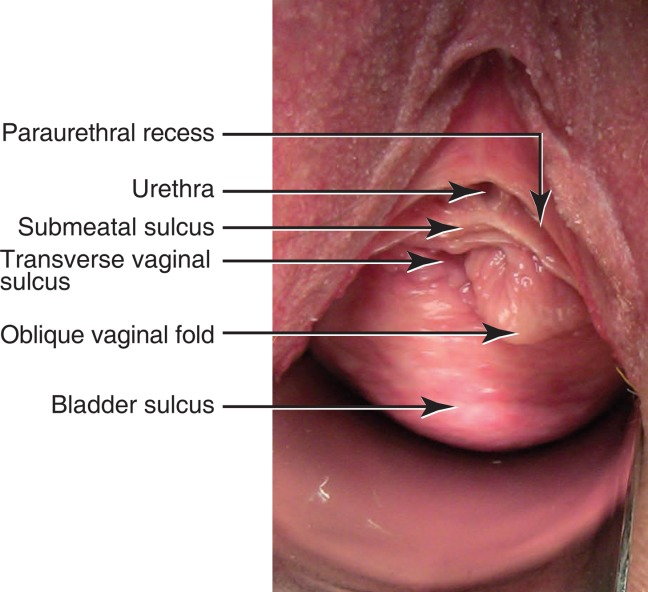 Paraurethral recess
Urethra
Submeatal sulcus
Transverse vaginal
sulcus
Oblique vaginal fold
Bladder sulcus